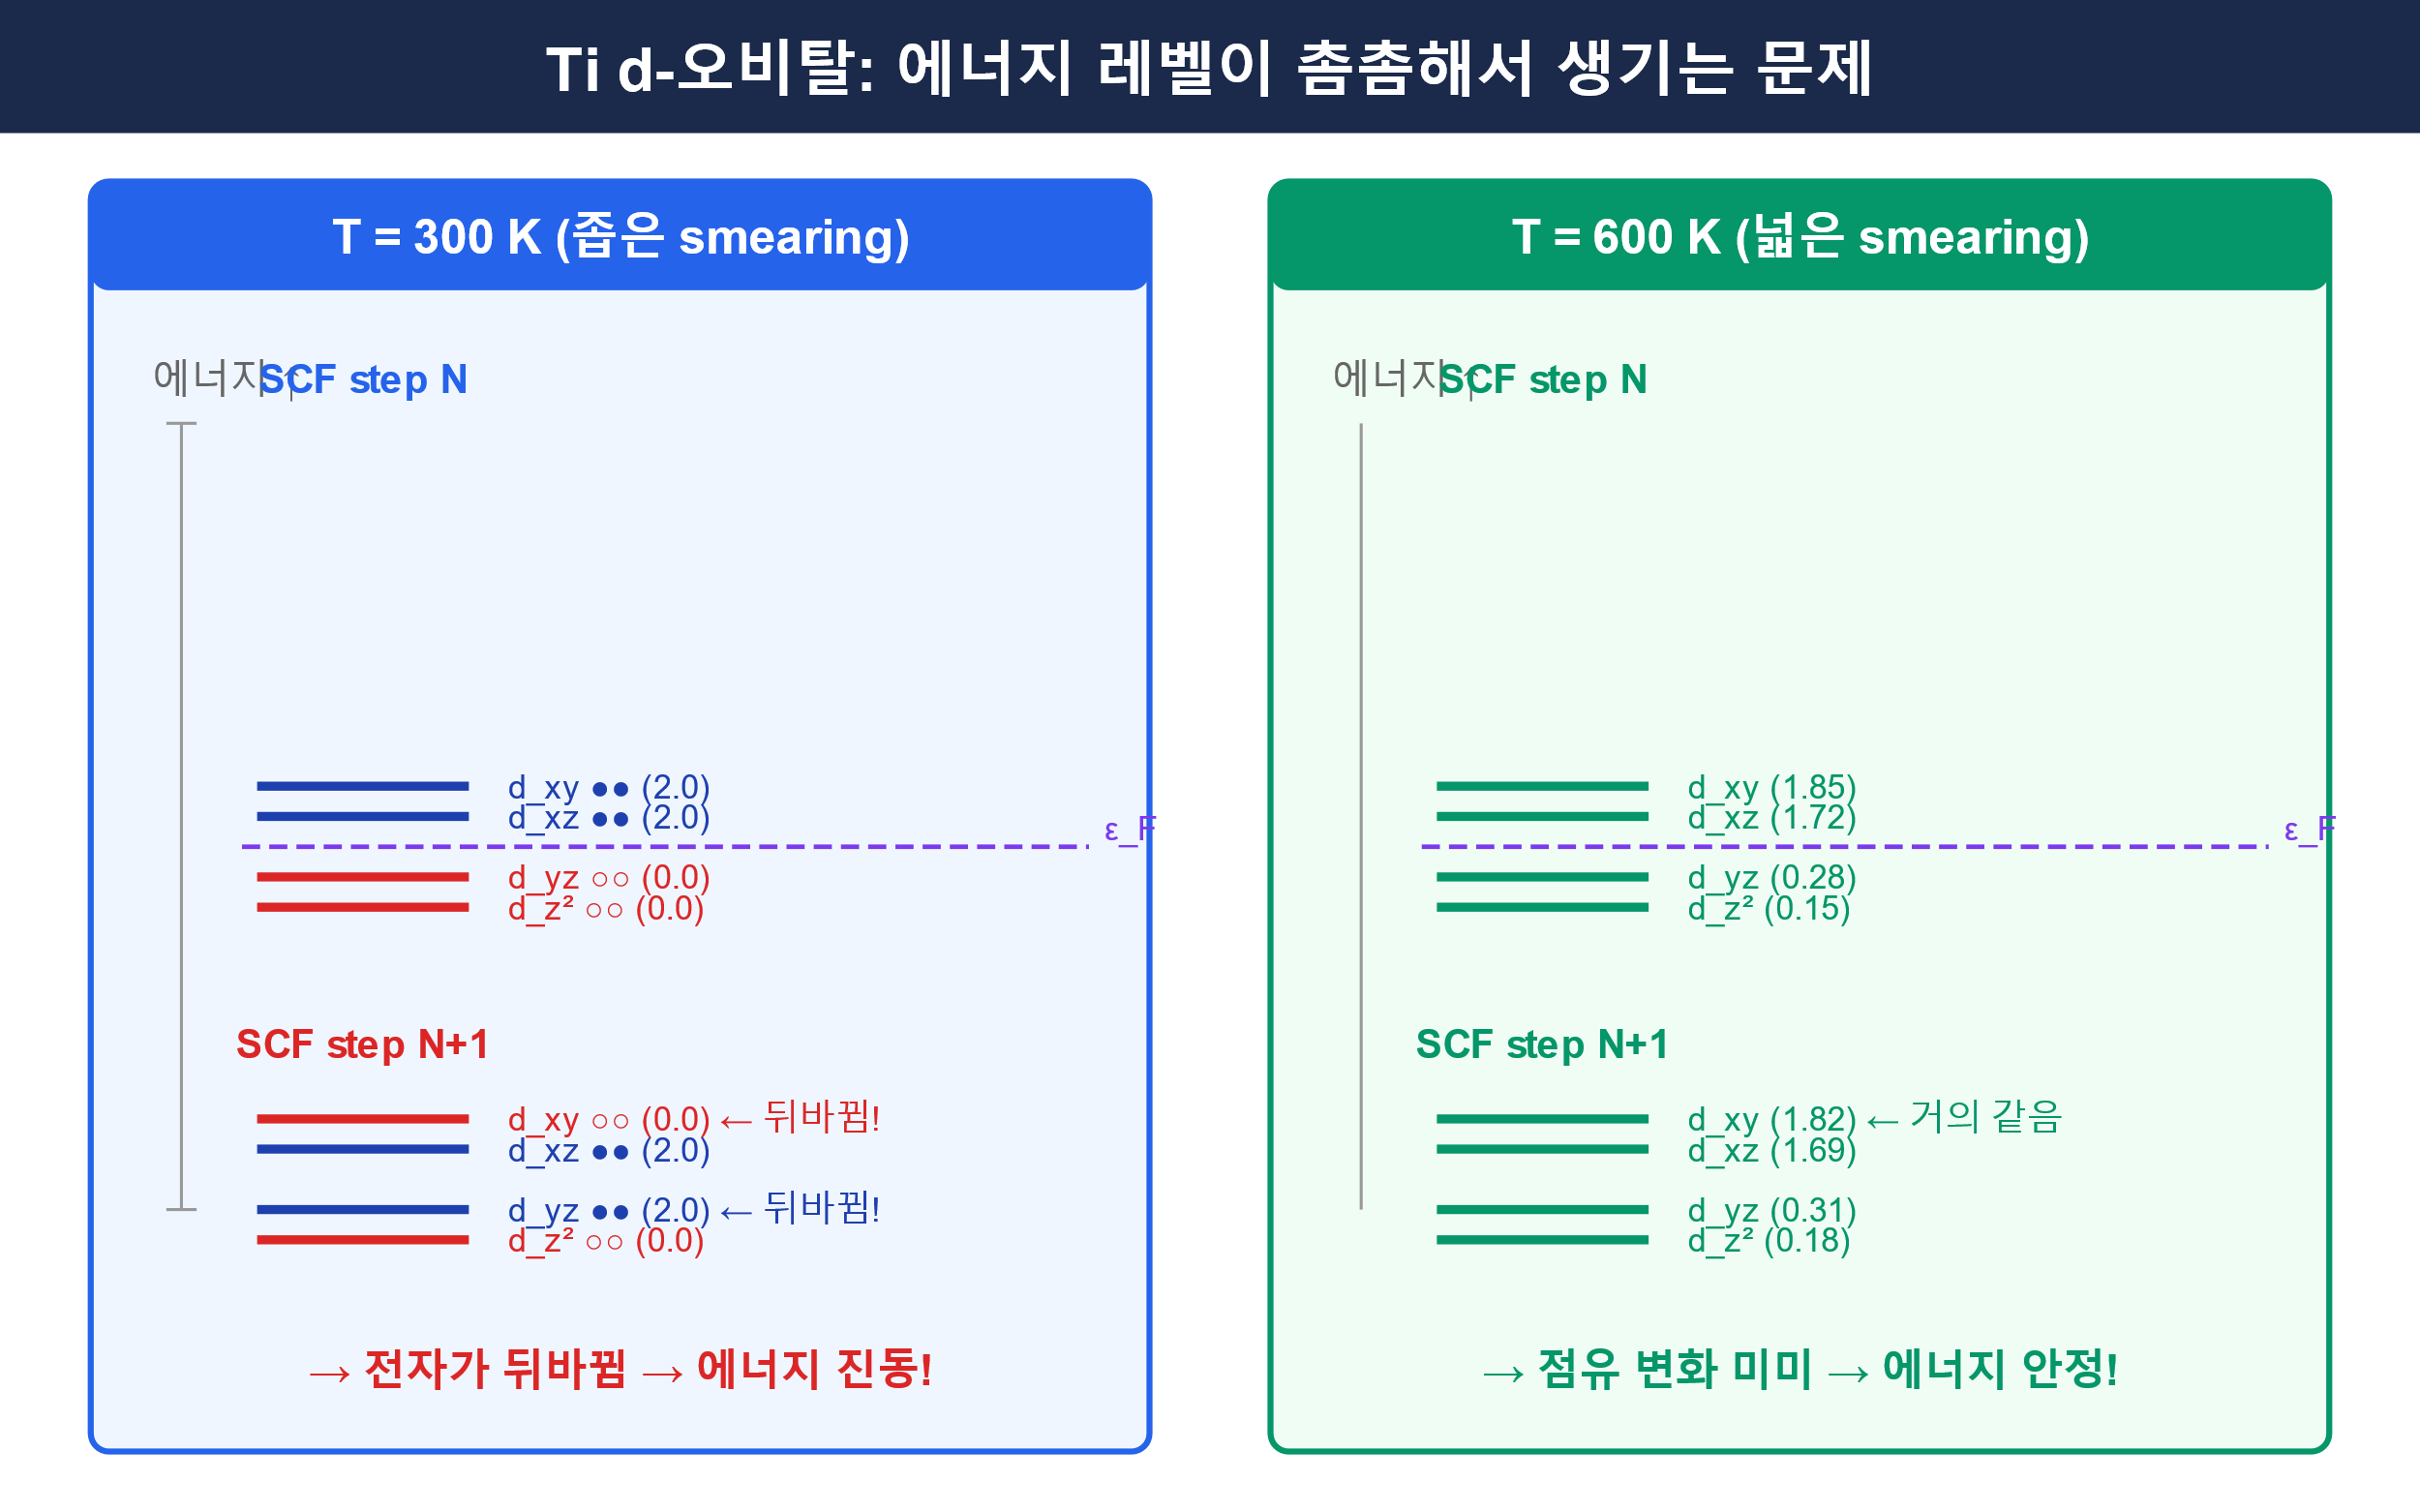 Ti d-오비탈: 에너지 레벨이 촘촘해서 생기는 문제
T = 300 K (좁은 smearing)
에너지 ↑
SCF step N
d_xy ●● (2.0)
d_xz ●● (2.0)
ε_F
d_yz ○○ (0.0)
d_z² ○○ (0.0)
SCF step N+1
d_xy ○○ (0.0) ← 뒤바뀜!
d_xz ●● (2.0)
d_yz ●● (2.0) ← 뒤바뀜!
d_z² ○○ (0.0)
→ 전자가 뒤바뀜 → 에너지 진동!
T = 600 K (넓은 smearing)
에너지 ↑
SCF step N
d_xy (1.85)
d_xz (1.72)
ε_F
d_yz (0.28)
d_z² (0.15)
SCF step N+1
d_xy (1.82) ← 거의 같음
d_xz (1.69)
d_yz (0.31)
d_z² (0.18)
→ 점유 변화 미미 → 에너지 안정!